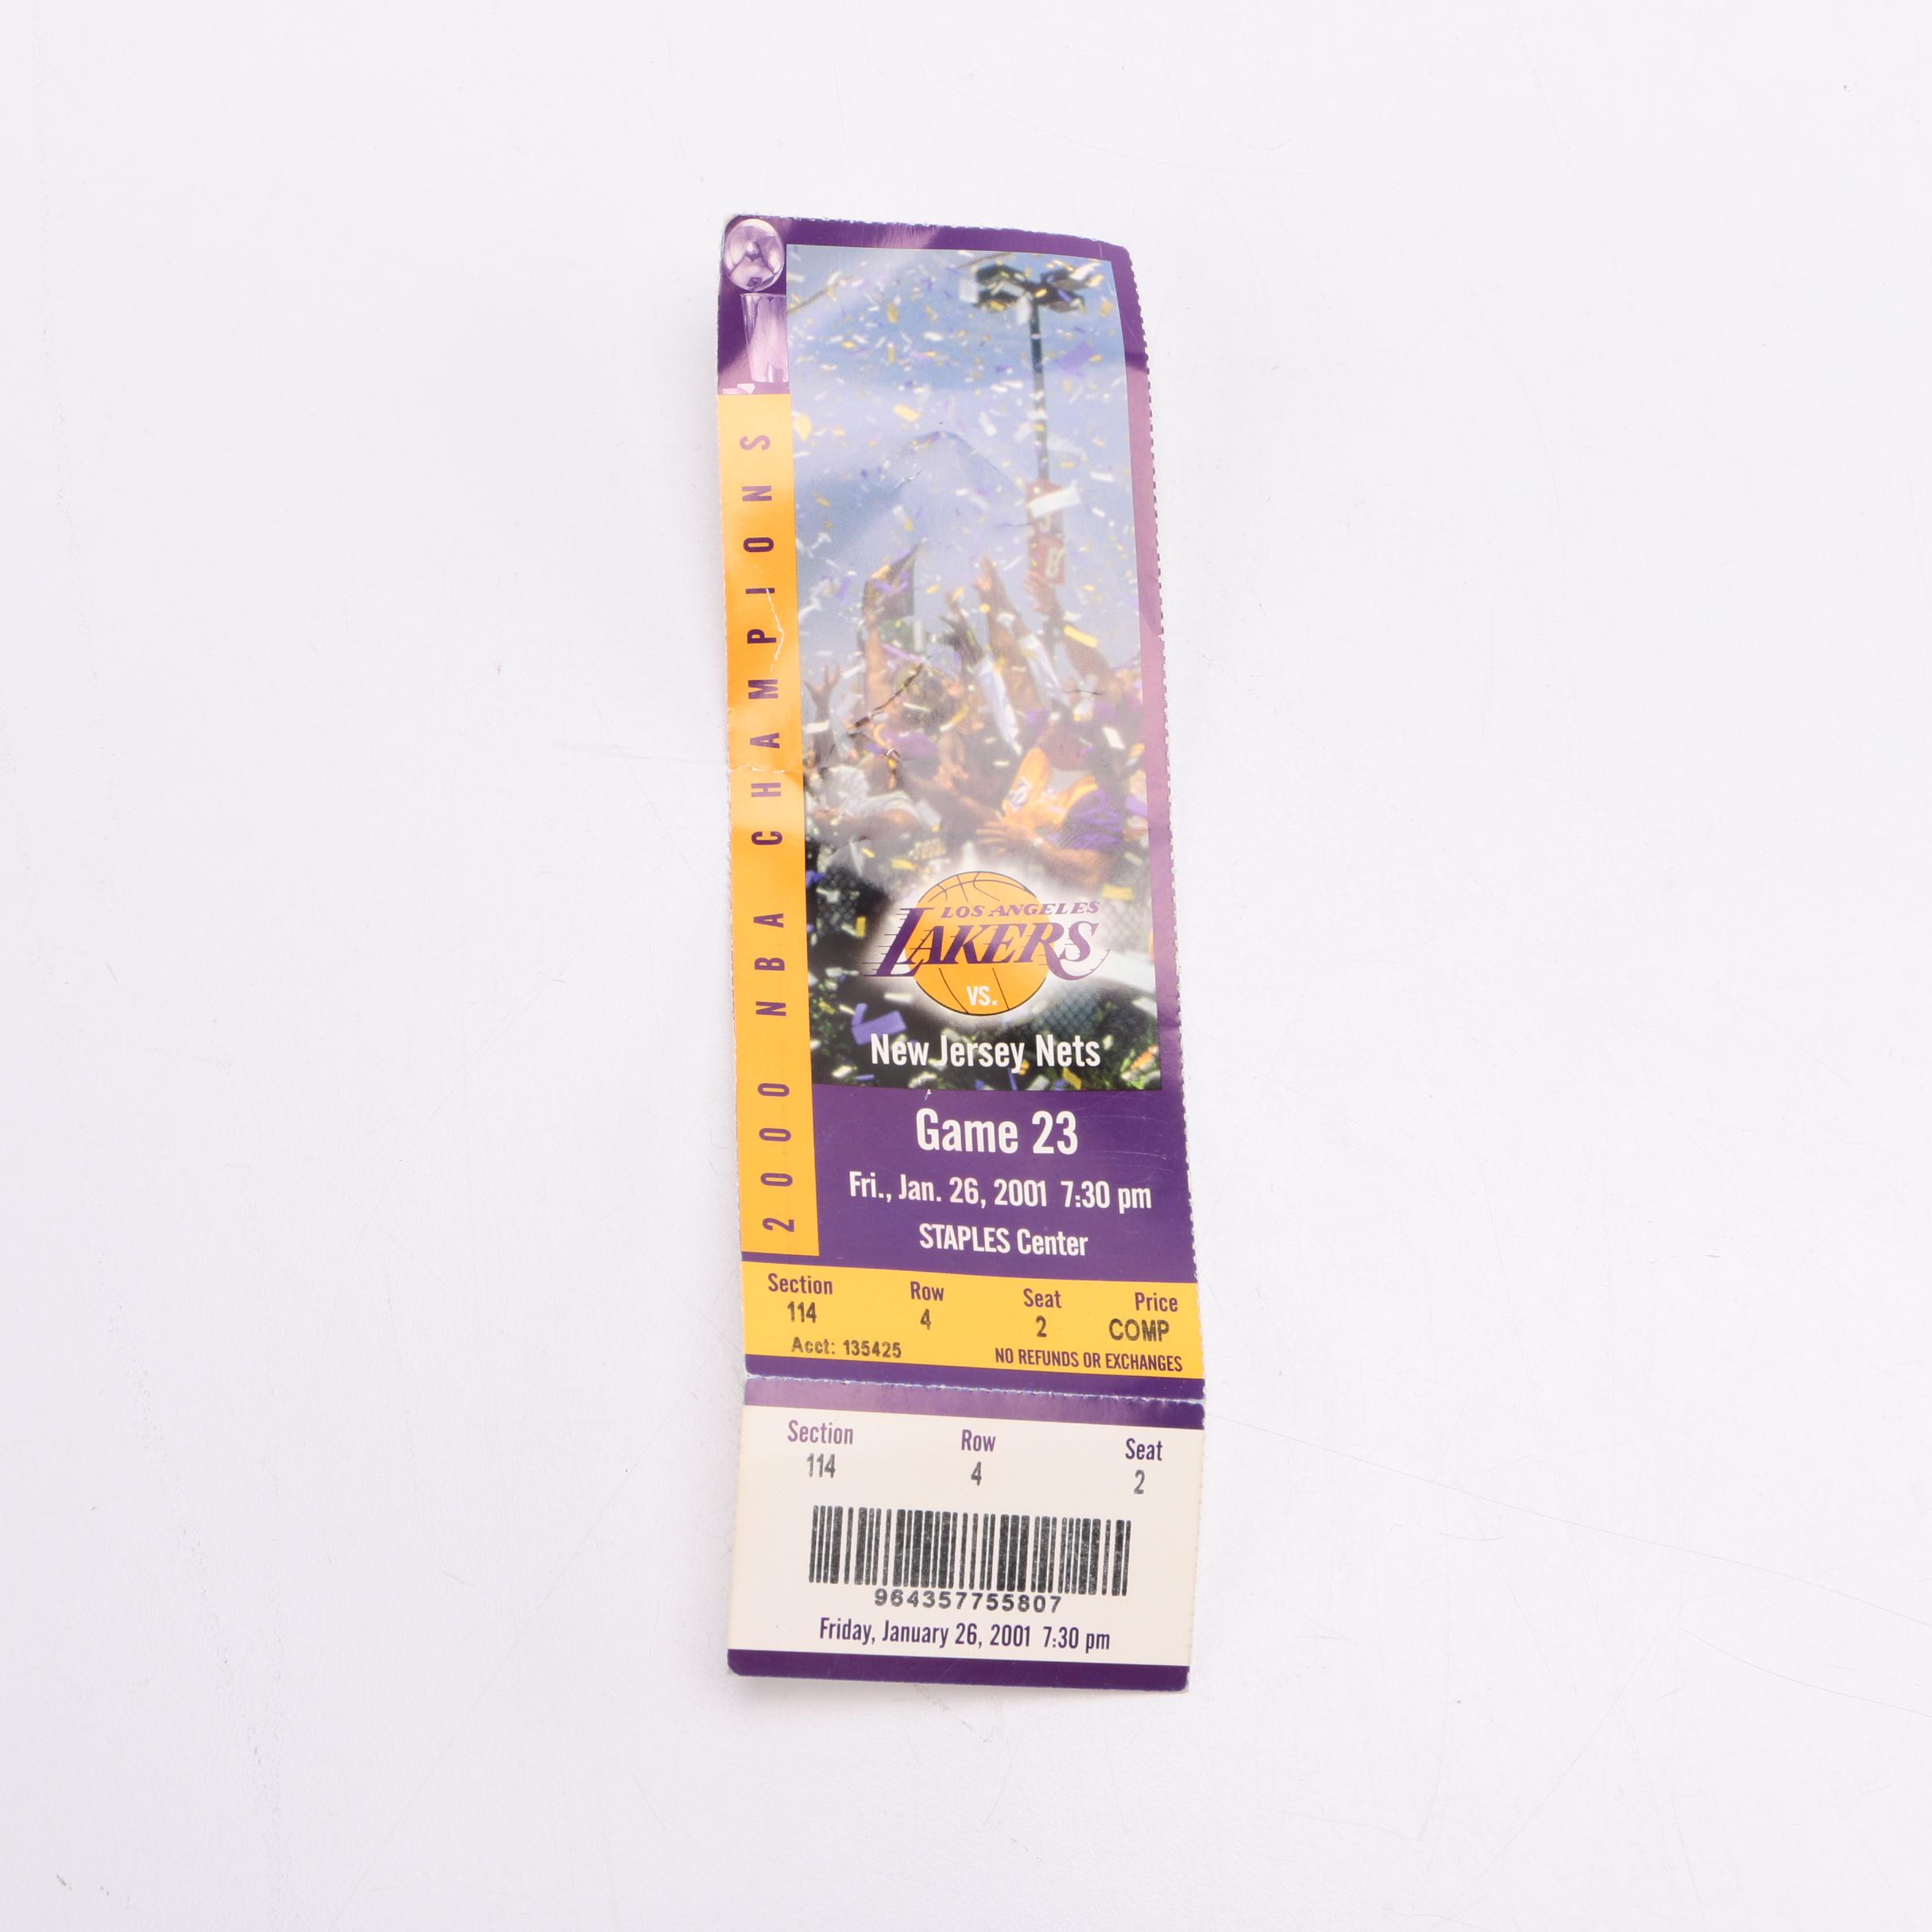 2000 NBA CHAMPIONS
LOS ANGELES
LAKERS
VS.
New Jersey Nets
Game 23
Fri., Jan. 26, 2001 7:30 pm
STAPLES Center
Section Row Seat Price
114 4 2 COMP
Acct: 135425 NO REFUNDS OR EXCHANGES
Section Row Seat
114 4 2
964357755807
Friday, January 26, 2001 7:30 pm